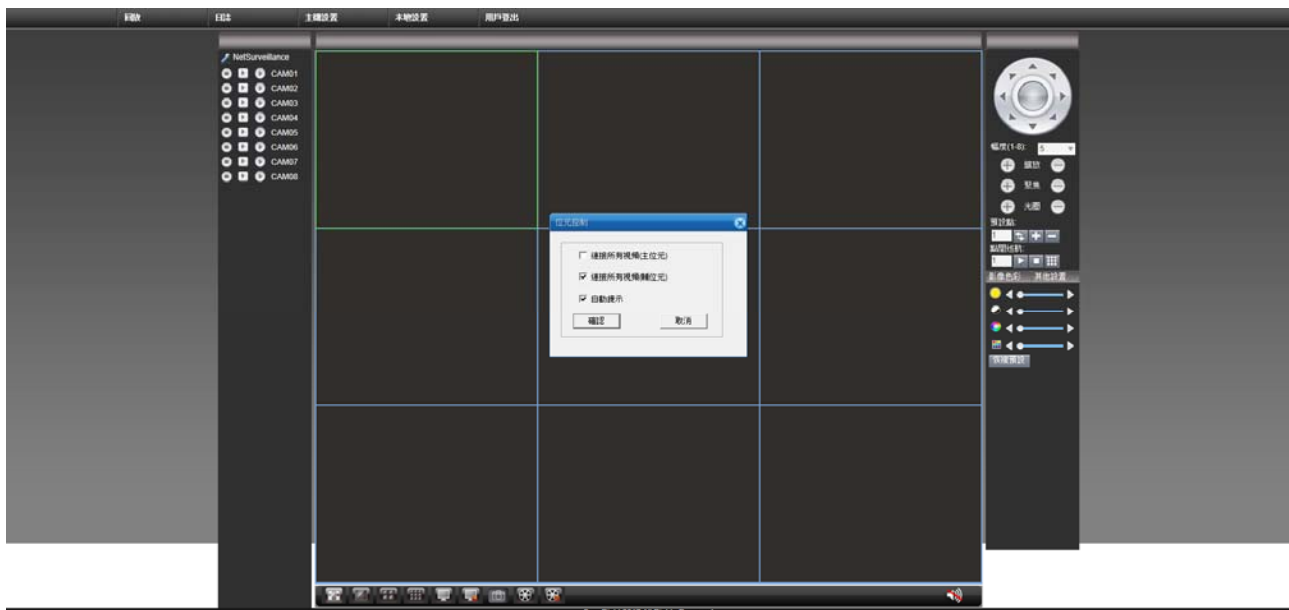 回放
日誌
主機設置
本地設置
用戶登出
NetSurveillance
CAM01
CAM02
CAM03
CAM04
CAM05
CAM06
CAM07
CAM08
位元控制
連接所有視頻(主位元)
連接所有視頻(輔位元)
自動提示
確認
取消
幅度(1-8):
5
縮放
聚焦
光圈
預設點:
1
點間巡航:
1
影像色彩
其他設置
恢復預設